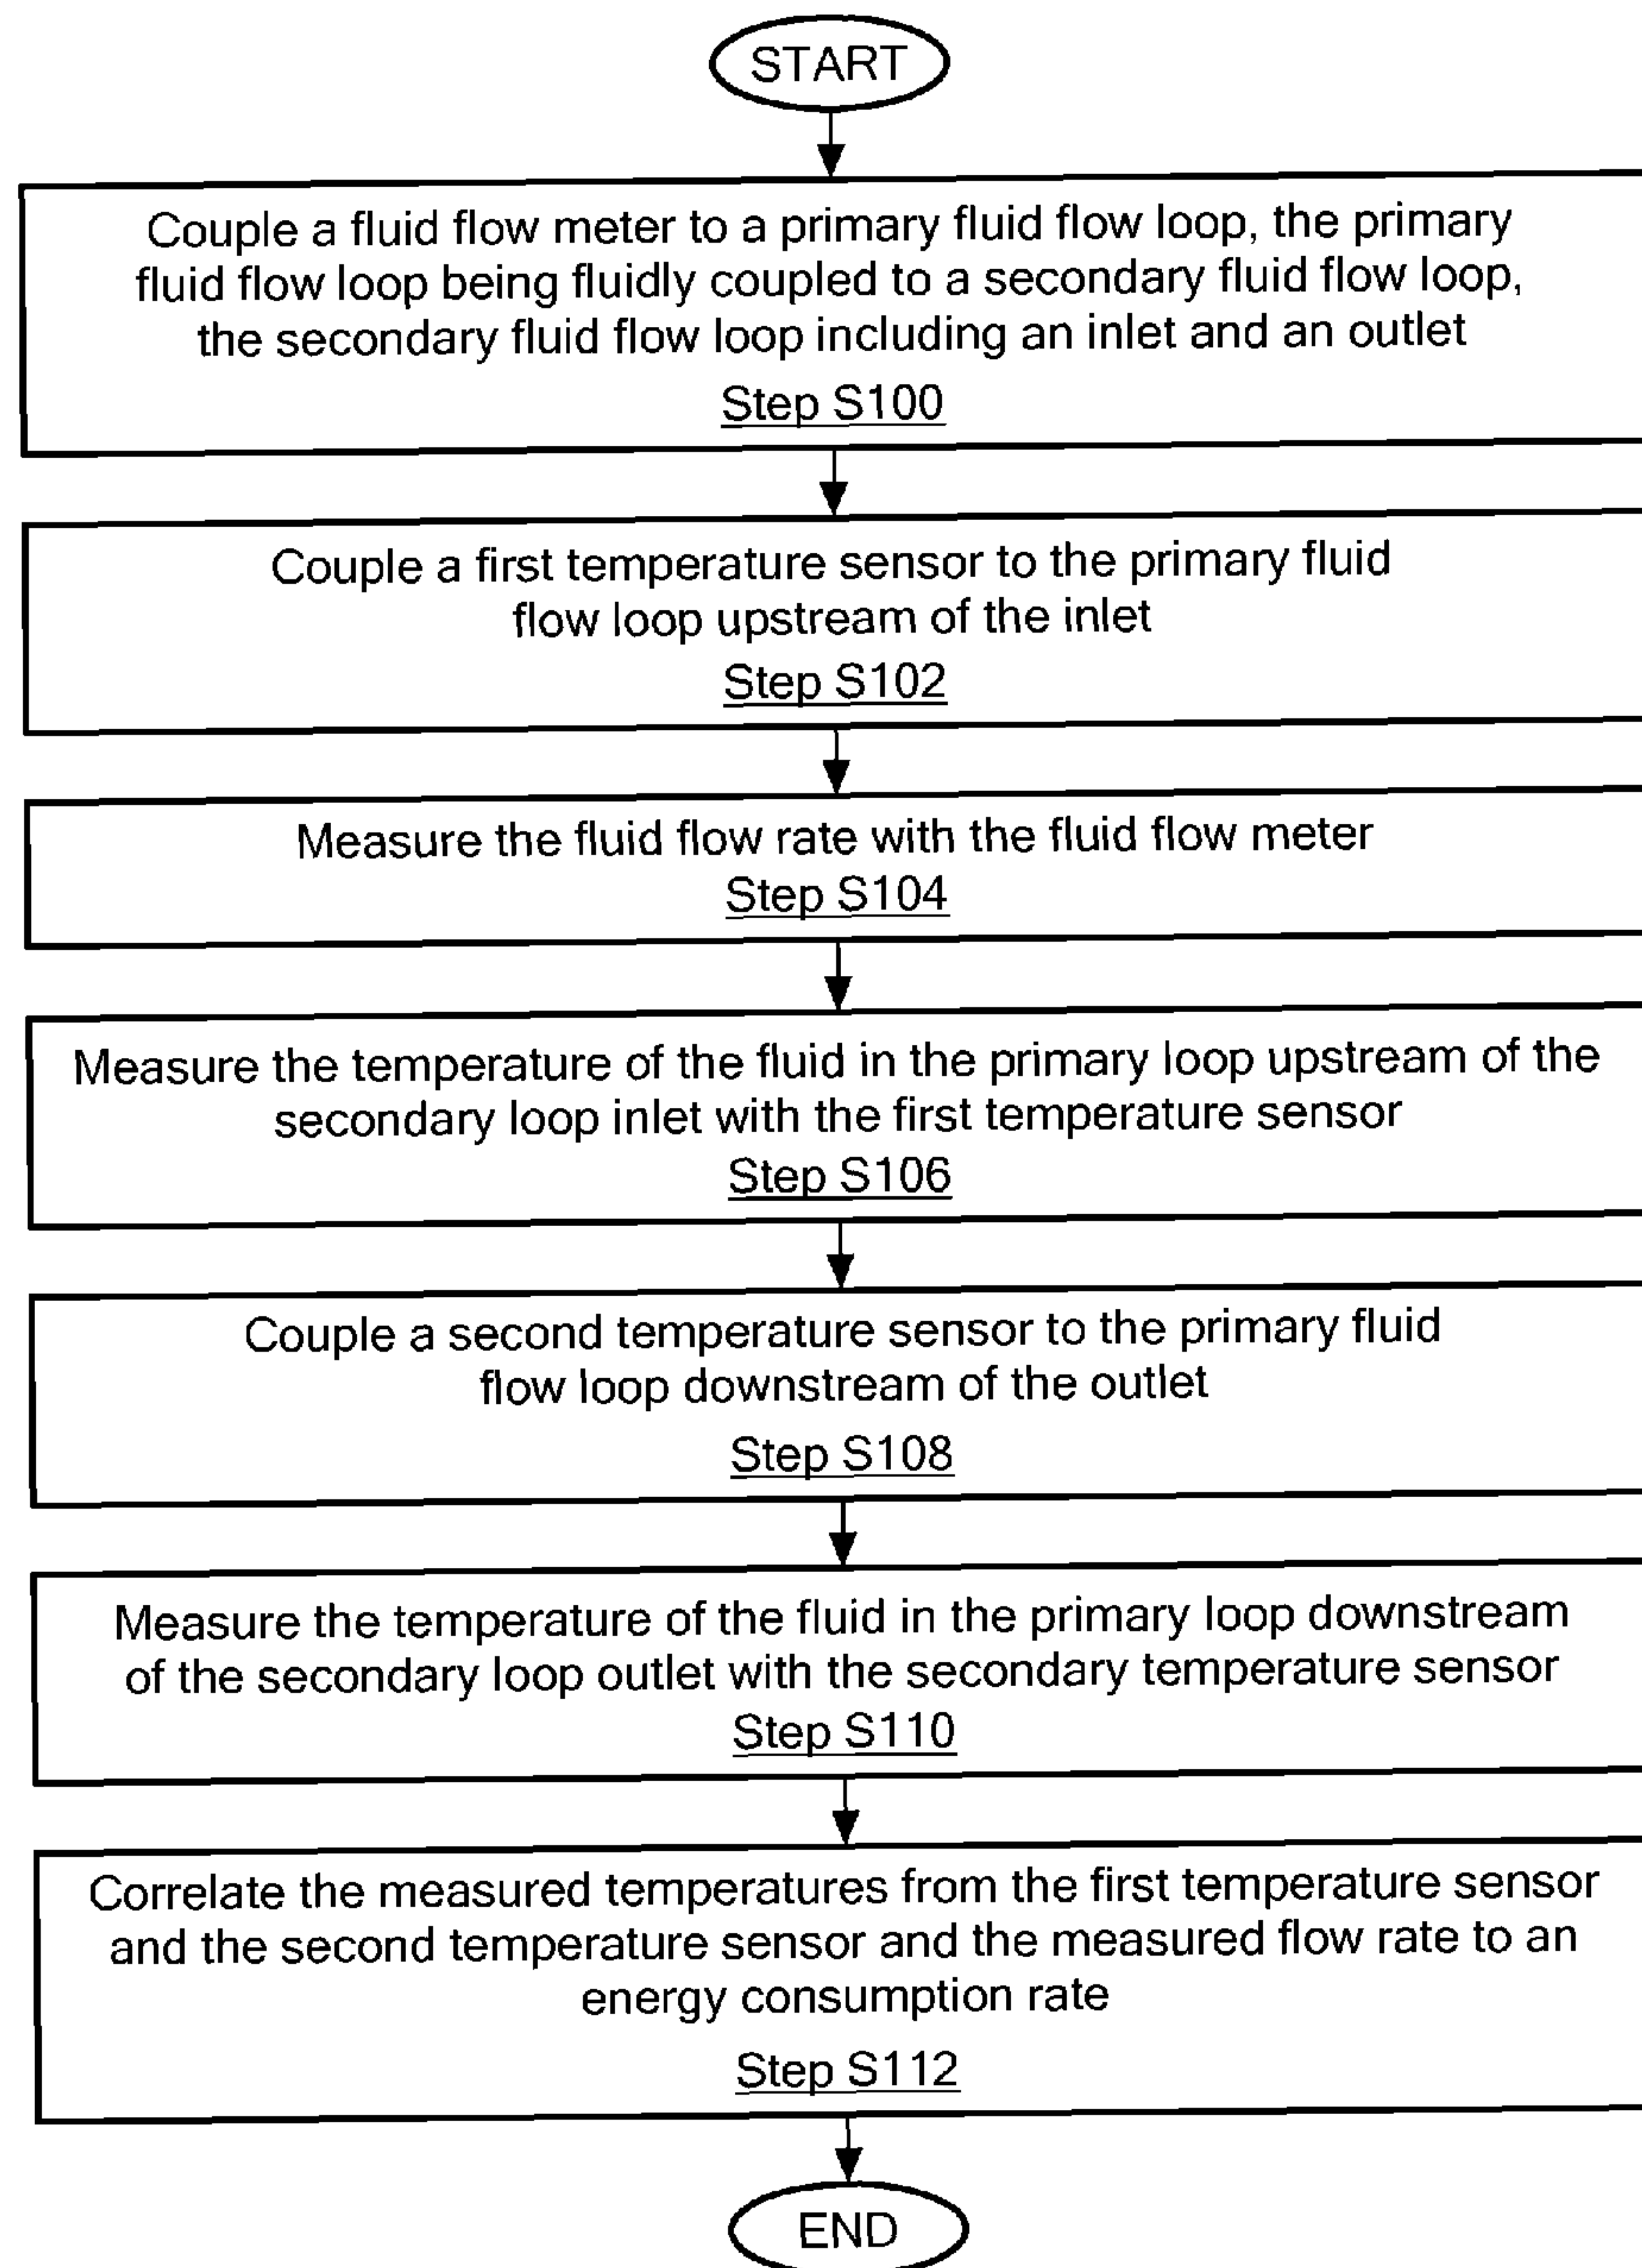 START
Couple a fluid flow meter to a primary fluid flow loop, the primary
fluid flow loop being fluidly coupled to a secondary fluid flow loop,
the secondary fluid flow loop including an inlet and an outlet
Step S100
Couple a first temperature sensor to the primary fluid
flow loop upstream of the inlet
Step S102
Measure the fluid flow rate with the fluid flow meter
Step S104
Measure the temperature of the fluid in the primary loop upstream of the
secondary loop inlet with the first temperature sensor
Step S106
Couple a second temperature sensor to the primary fluid
flow loop downstream of the outlet
Step S108
Measure the temperature of the fluid in the primary loop downstream
of the secondary loop outlet with the secondary temperature sensor
Step S110
Correlate the measured temperatures from the first temperature sensor
and the second temperature sensor and the measured flow rate to an
energy consumption rate
Step S112
END